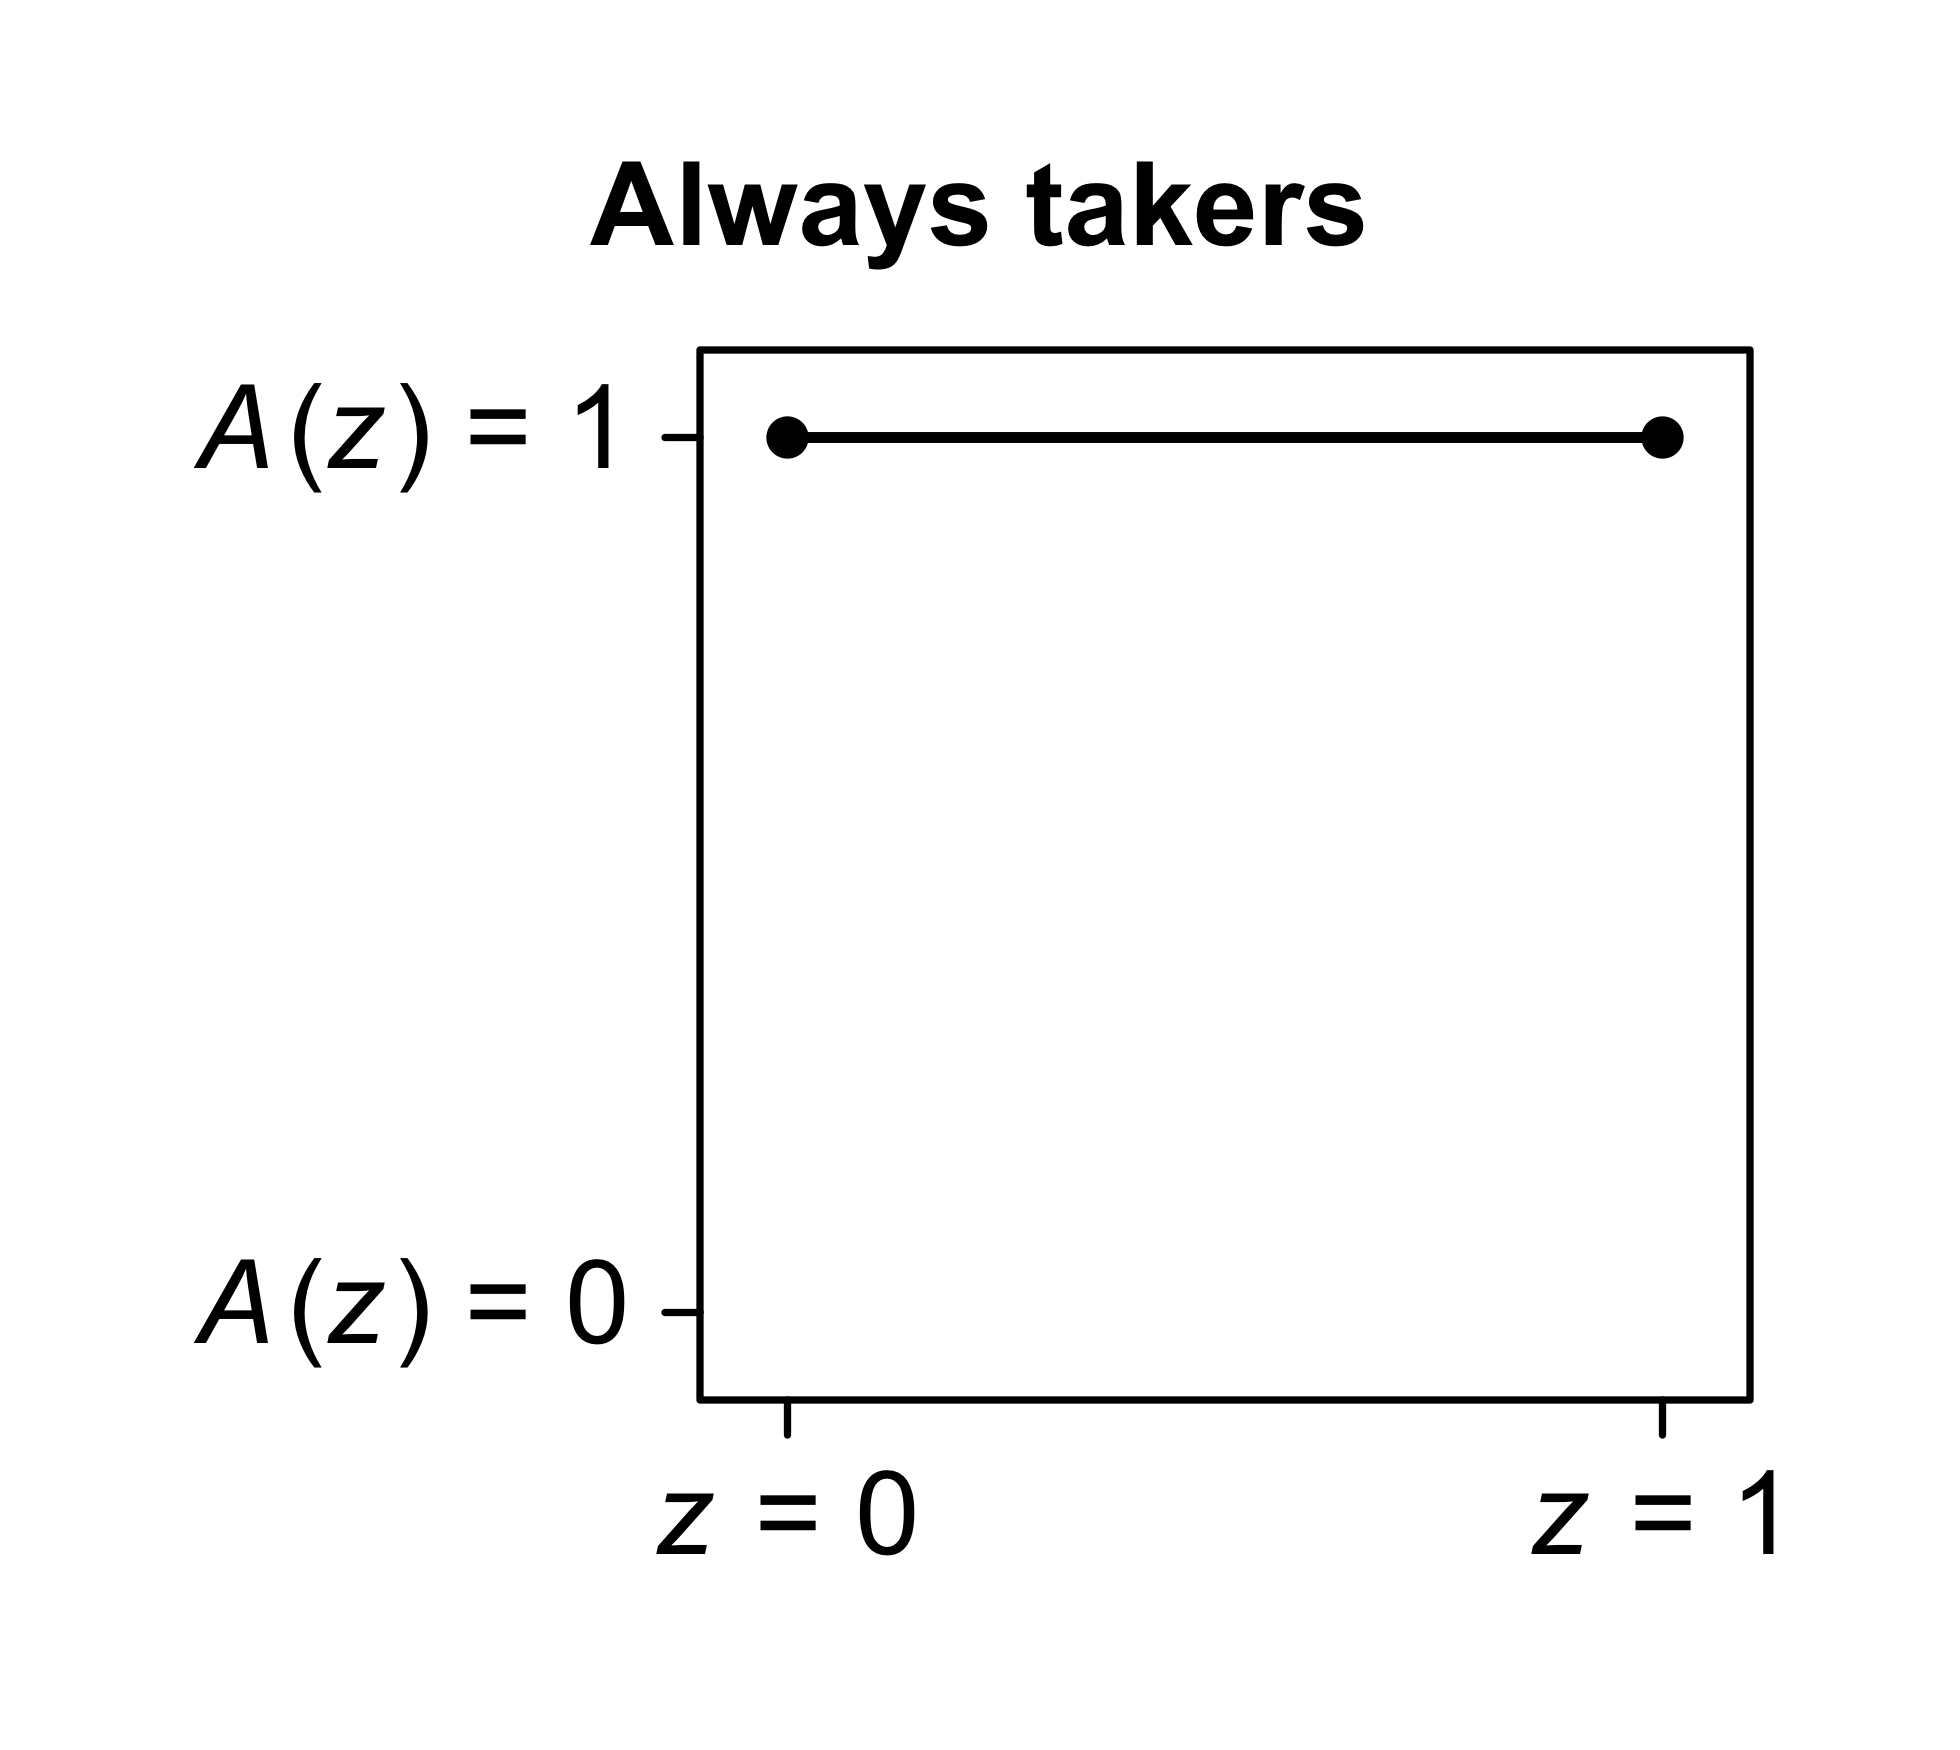 Always takers
A(z) = 1
A(z) = 0
z = 0
z = 1